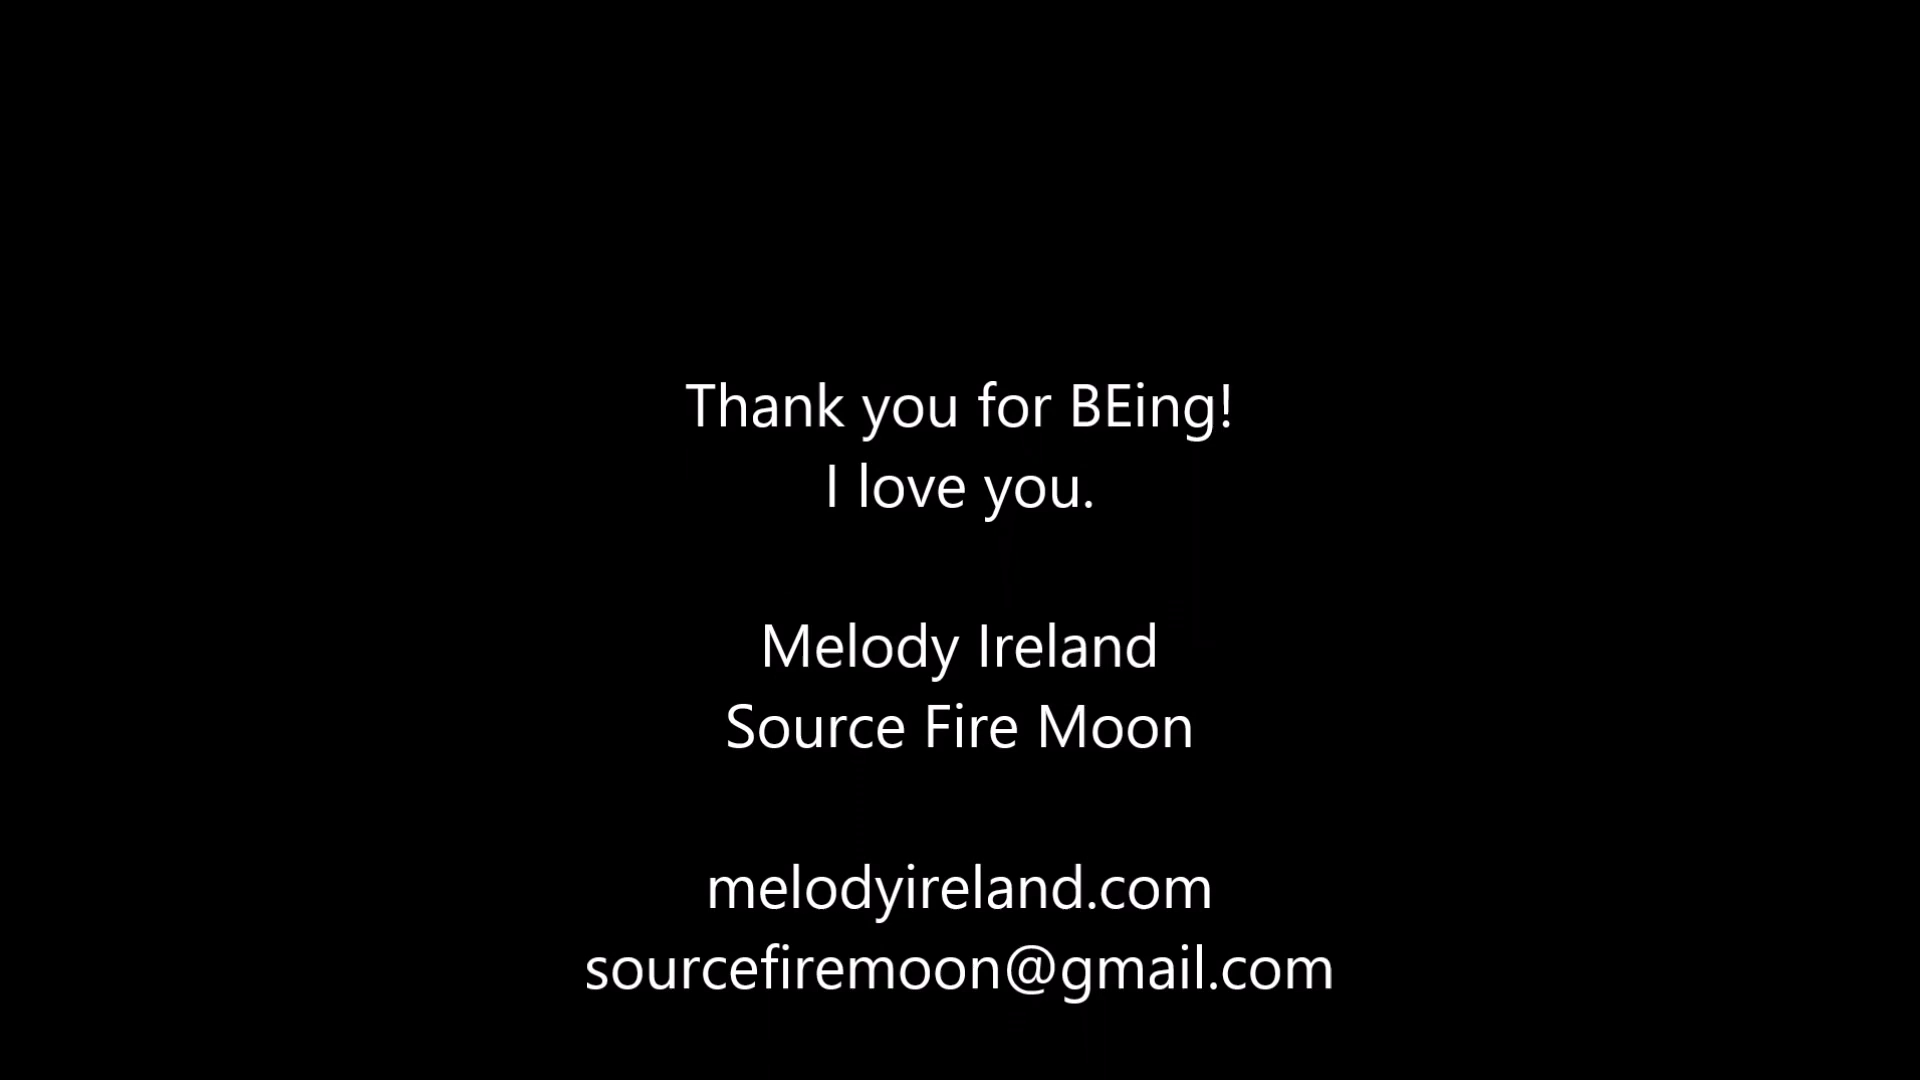 Thank you for BEing!
I love you.
Melody Ireland
Source Fire Moon
melodyireland.com
sourcefiremoon@gmail.com